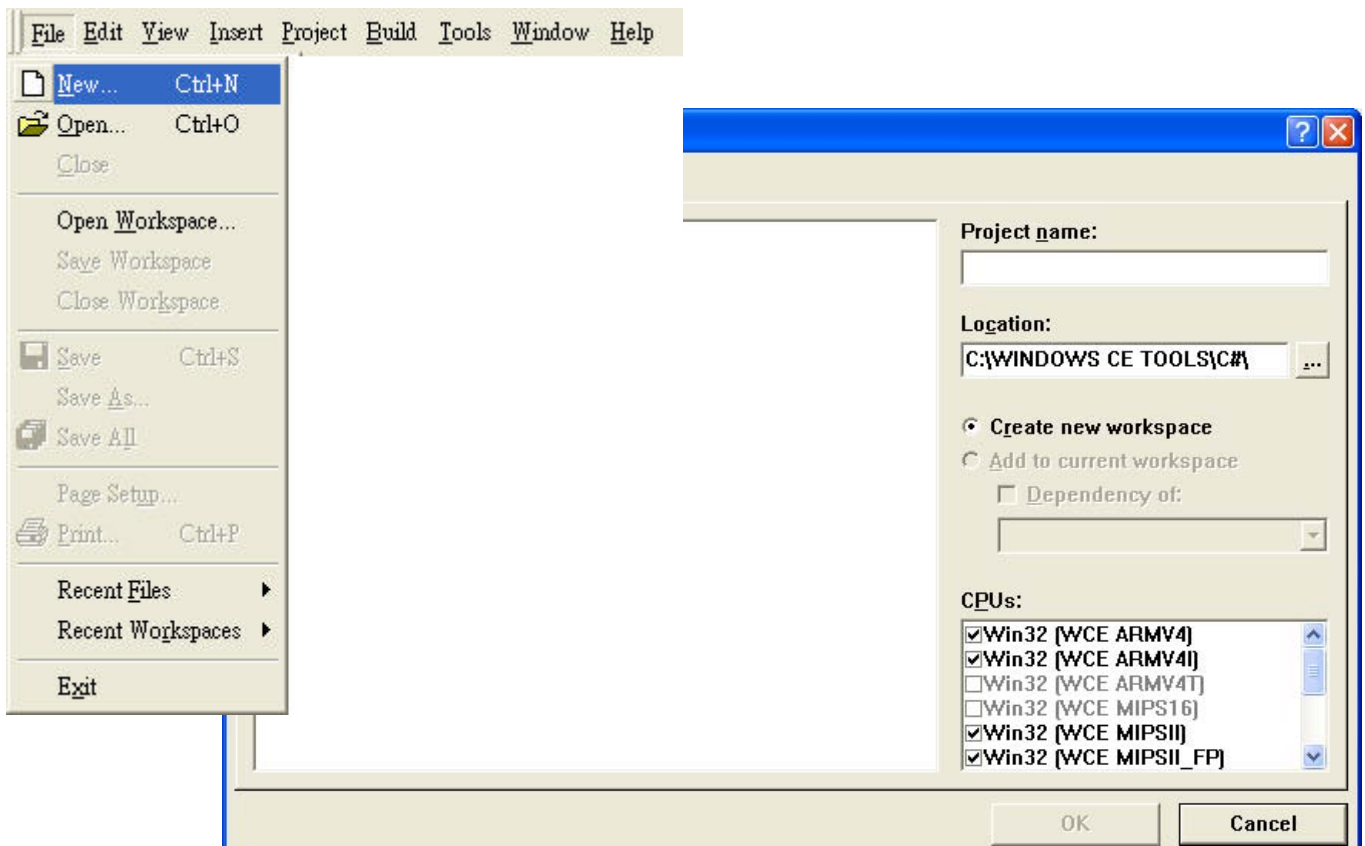 File Edit View Insert Project Build Tools Window Help
New... Ctrl+N
Open... Ctrl+O
Close
Open Workspace...
Save Workspace
Close Workspace
Save Ctrl+S
Save As...
Save All
Page Setup...
Print... Ctrl+P
Recent Files
Recent Workspaces
Exit
Project name:
Location:
C:\WINDOWS CE TOOLS\C#\
...
Create new workspace
Add to current workspace
Dependency of:
CPUs:
Win32 (WCE ARMV4)
Win32 (WCE ARMV4I)
Win32 (WCE ARMV4T)
Win32 (WCE MIPS16)
Win32 (WCE MIPSII)
Win32 (WCE MIPSII_FP)
OK Cancel